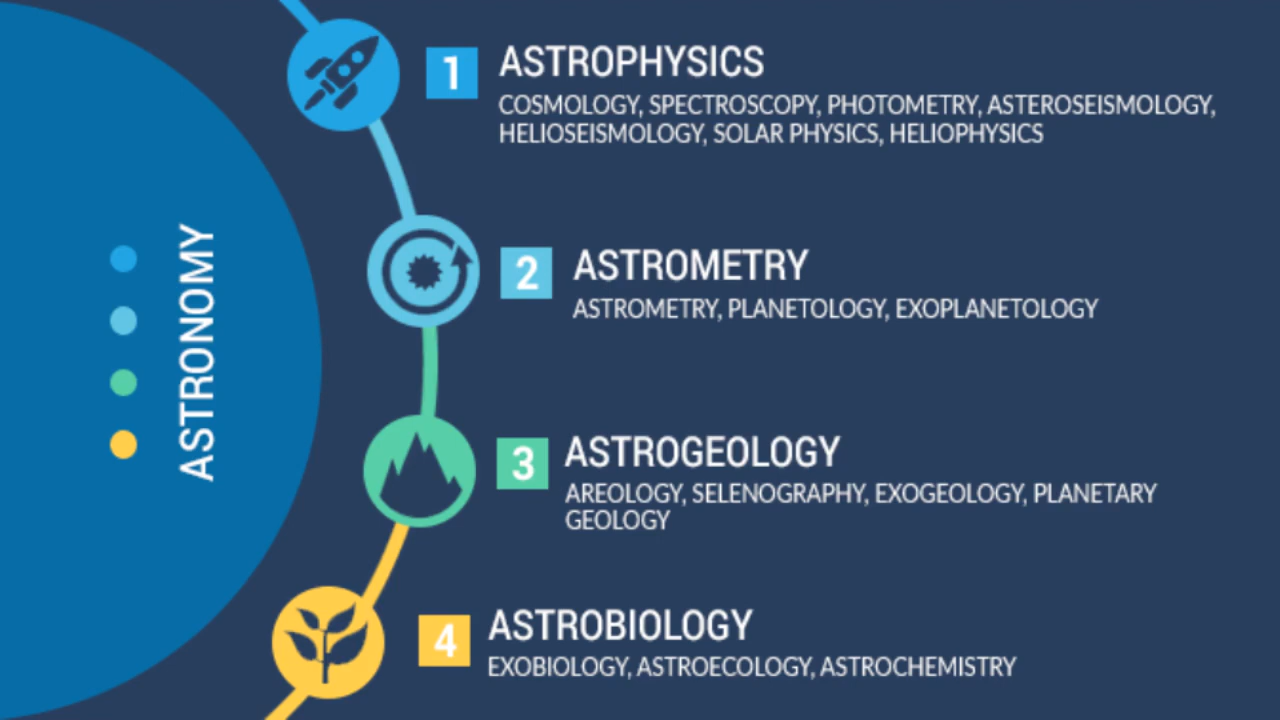 ASTRONOMY
1 ASTROPHYSICS
COSMOLOGY, SPECTROSCOPY, PHOTOMETRY, ASTEROSEISMOLOGY,
HELIOSEISMOLOGY, SOLAR PHYSICS, HELIOPHYSICS
2 ASTROMETRY
ASTROMETRY, PLANETOLOGY, EXOPLANETOLOGY
3 ASTROGEOLOGY
AREOLOGY, SELENOGRAPHY, EXOGEOLOGY, PLANETARY
GEOLOGY
4 ASTROBIOLOGY
EXOBIOLOGY, ASTROECOLOGY, ASTROCHEMISTRY